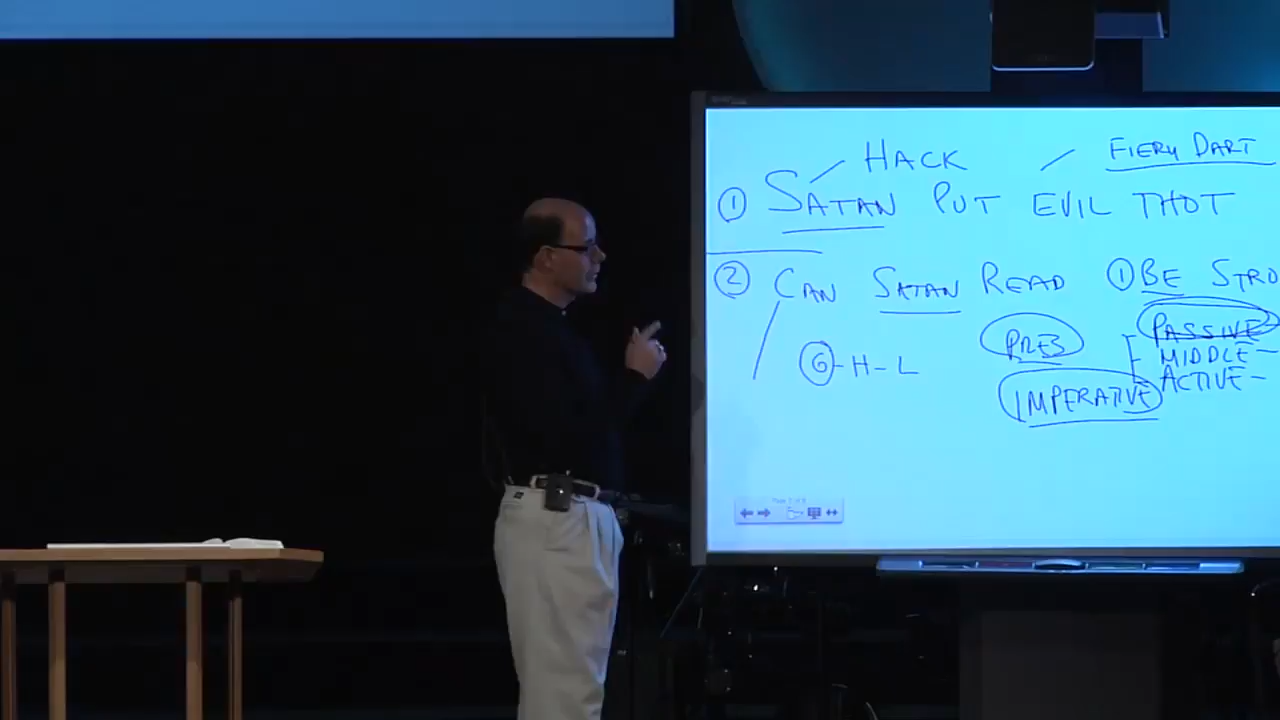 HACK FIERY DART
① SATAN PUT EVIL THOT
② CAN SATAN READ ① BE STRO
PRES PASSIVE
G-H-L MIDDLE-
IMPERATIVE ACTIVE-